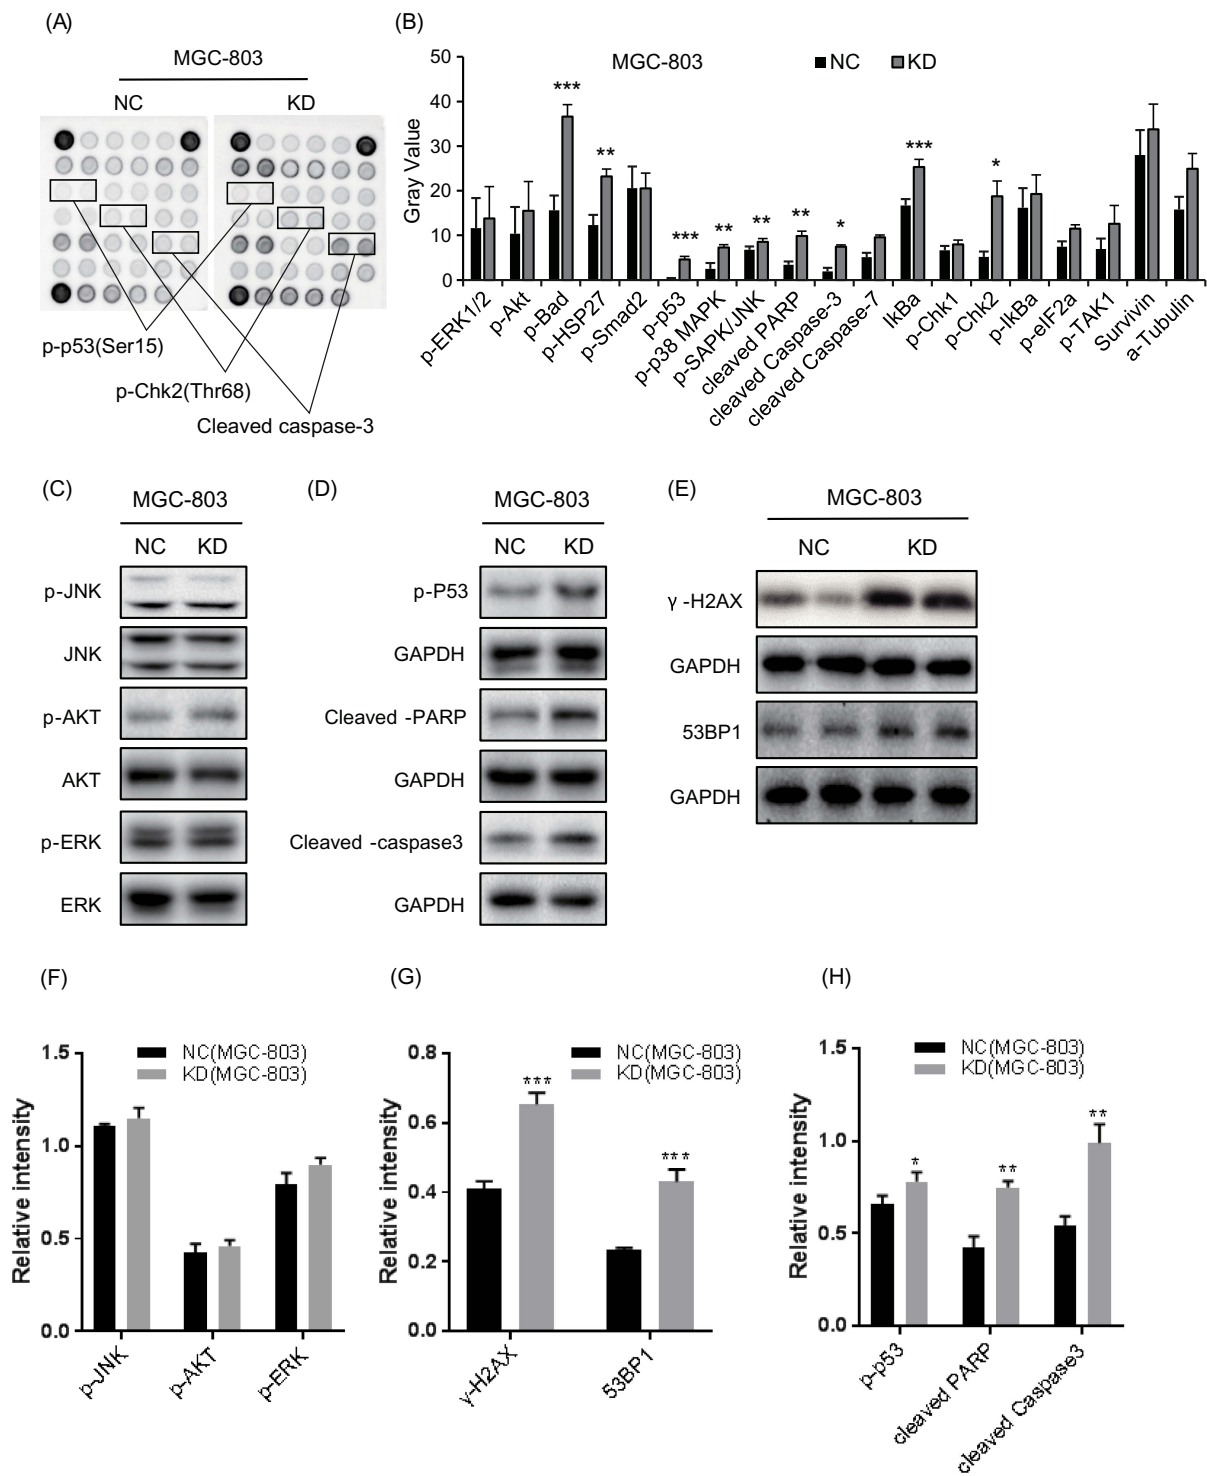 (A)
MGC-803
NC KD
p-p53(Ser15)
p-Chk2(Thr68)
Cleaved caspase-3
(B)
MGC-803
NC KD
Gray Value
50
40
30
20
10
0
*** ** *** ** ** ** * *** *
p-ERK1/2
p-Akt
p-Bad
p-HSP27
p-Smad2
p-p53
p-p38 MAPK
p-SAPK/JNK
cleaved PARP
cleaved Caspase-3
cleaved Caspase-7
IkBa
p-Chk1
p-Chk2
p-IkBa
p-eIF2a
p-TAK1
Survivin
a-Tubulin
(C)
MGC-803
NC KD
p-JNK
JNK
p-AKT
AKT
p-ERK
ERK
(D)
MGC-803
NC KD
p-P53
GAPDH
Cleaved -PARP
GAPDH
Cleaved -caspase3
GAPDH
(E)
MGC-803
NC KD
γ -H2AX
GAPDH
53BP1
GAPDH
(F)
NC(MGC-803)
KD(MGC-803)
Relative intensity
1.5
1.0
0.5
0.0
p-JNK
p-AKT
p-ERK
(G)
NC(MGC-803)
KD(MGC-803)
Relative intensity
0.8
0.6
0.4
0.2
0.0
*** ***
γ-H2AX
53BP1
(H)
NC(MGC-803)
KD(MGC-803)
Relative intensity
1.5
1.0
0.5
0.0
* ** **
p-p53
cleaved PARP
cleaved Caspase3